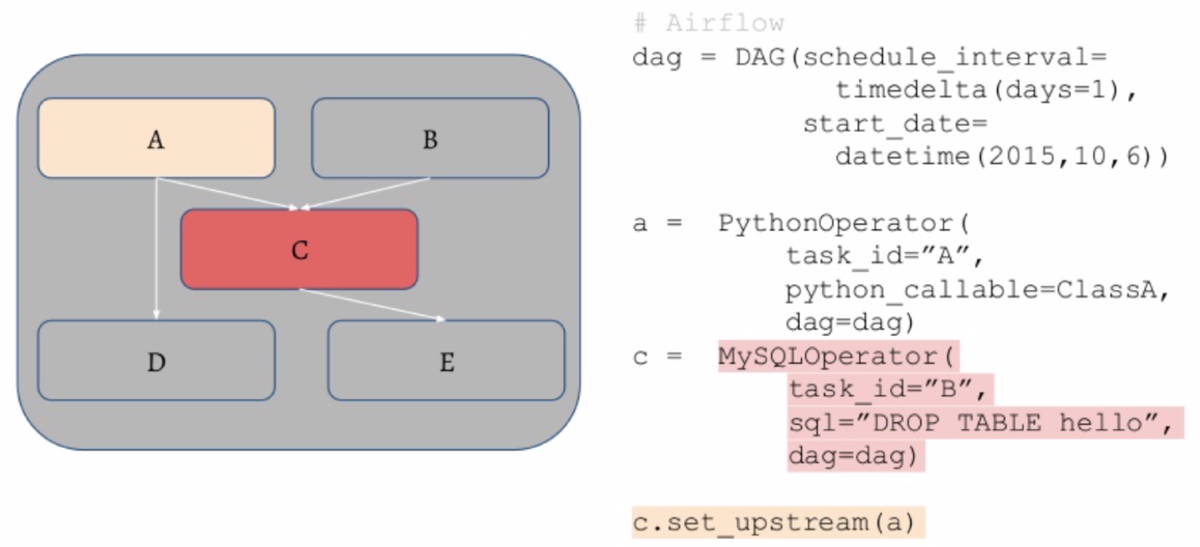 A
B
C
D
E
# Airflow
dag = DAG(schedule_interval=
timedelta(days=1),
start_date=
datetime(2015,10,6))
a = PythonOperator(
task_id=”A”,
python_callable=ClassA,
dag=dag)
c = MySQLOperator(
task_id=”B”,
sql=”DROP TABLE hello”,
dag=dag)
c.set_upstream(a)